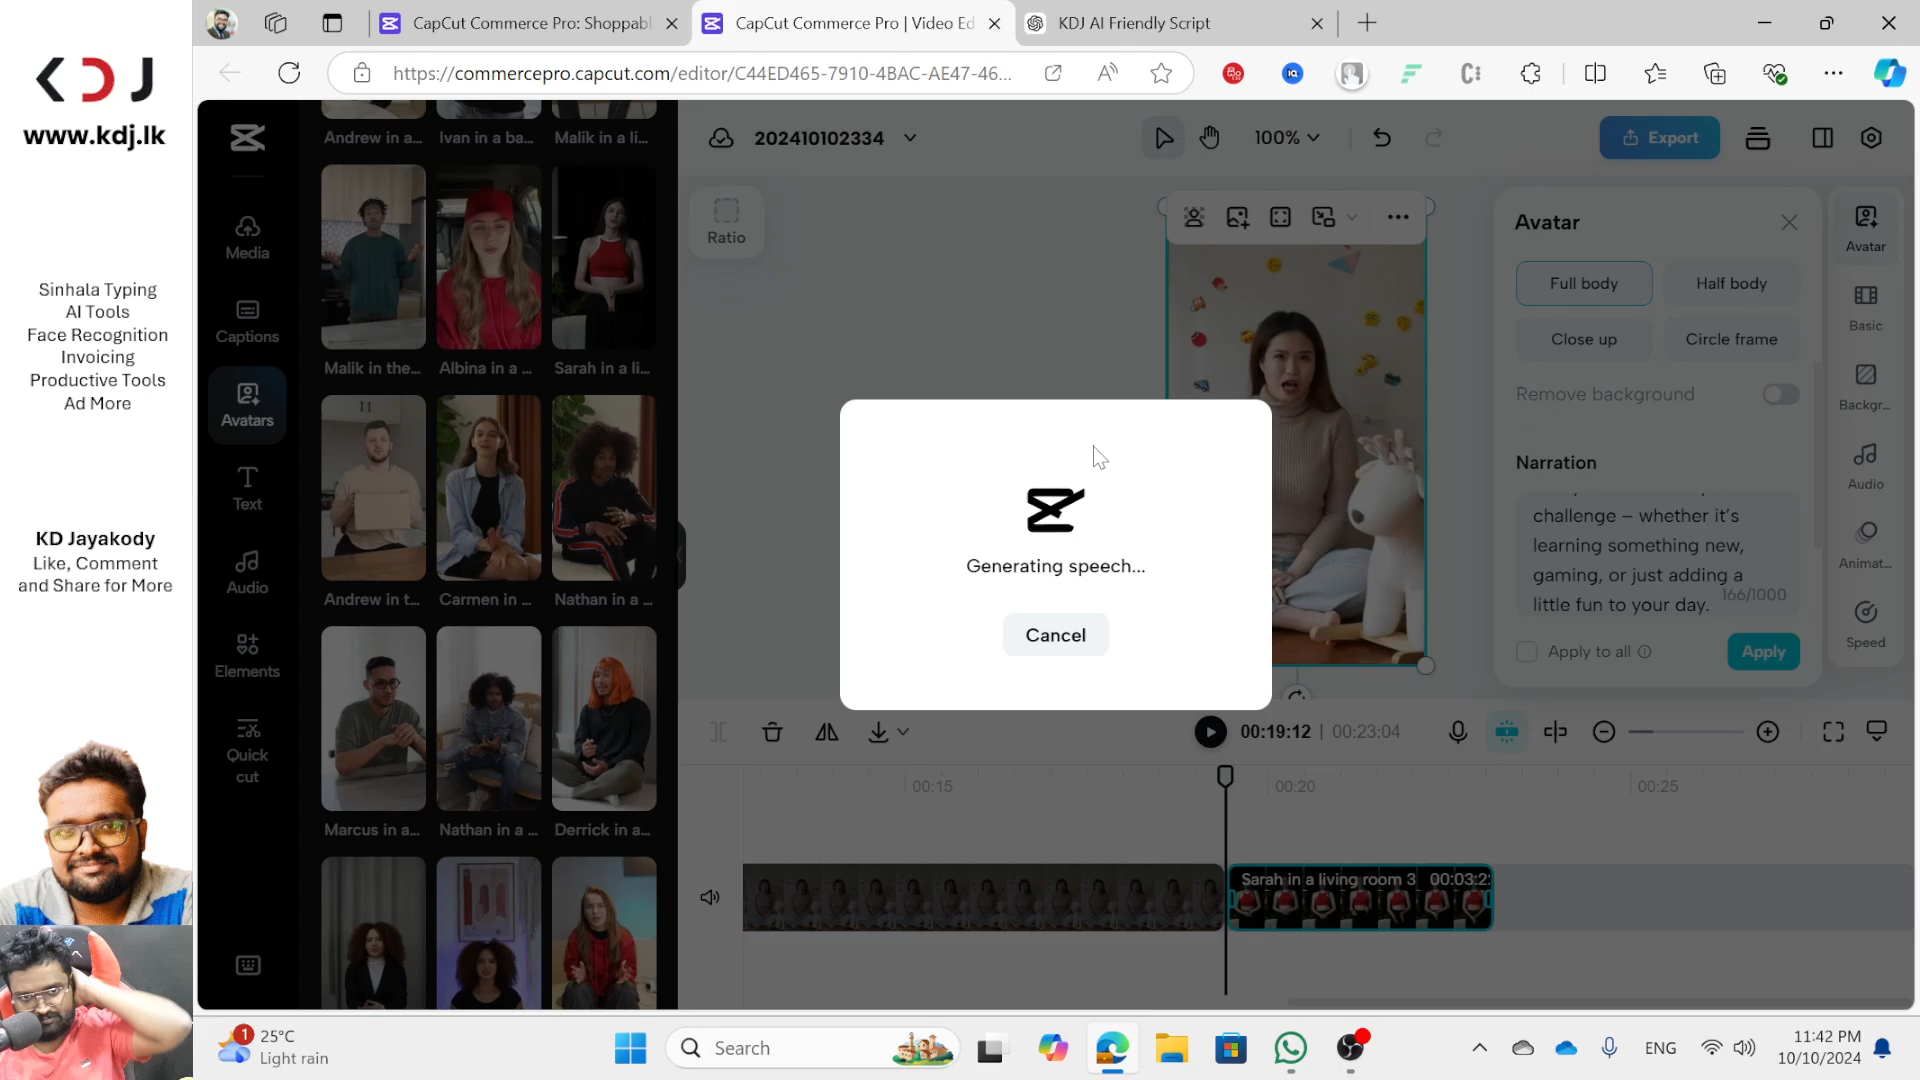 CapCut Commerce Pro: Shoppabl
CapCut Commerce Pro | Video Ed
KDJ AI Friendly Script
https://commercepro.capcut.com/editor/C44ED465-7910-4BAC-AE47-46...
KDJ
www.kdj.lk
Sinhala Typing
AI Tools
Face Recognition
Invoicing
Productive Tools
Ad More
KD Jayakody
Like, Comment
and Share for More
Media
Captions
Avatars
Text
Audio
Elements
Quick
cut
Andrew in a...
Ivan in a ba...
Malik in a li...
Malik in the...
Albina in a ...
Sarah in a li...
Andrew in t...
Carmen in ...
Nathan in a ...
Marcus in a...
Nathan in a ...
Derrick in a...
202410102334
100%
Export
Ratio
Generating speech...
Cancel
Avatar
Full body
Half body
Close up
Circle frame
Remove background
Narration
challenge – whether it's
learning something new,
gaming, or just adding a
little fun to your day.
166/1000
Apply to all
Apply
Avatar
Basic
Backgr...
Audio
Animat...
Speed
00:19:12 | 00:23:04
00:15
00:20
00:25
Sarah in a living room 3 00:03:2
1
25°C
Light rain
Search
ENG
11:42 PM
10/10/2024